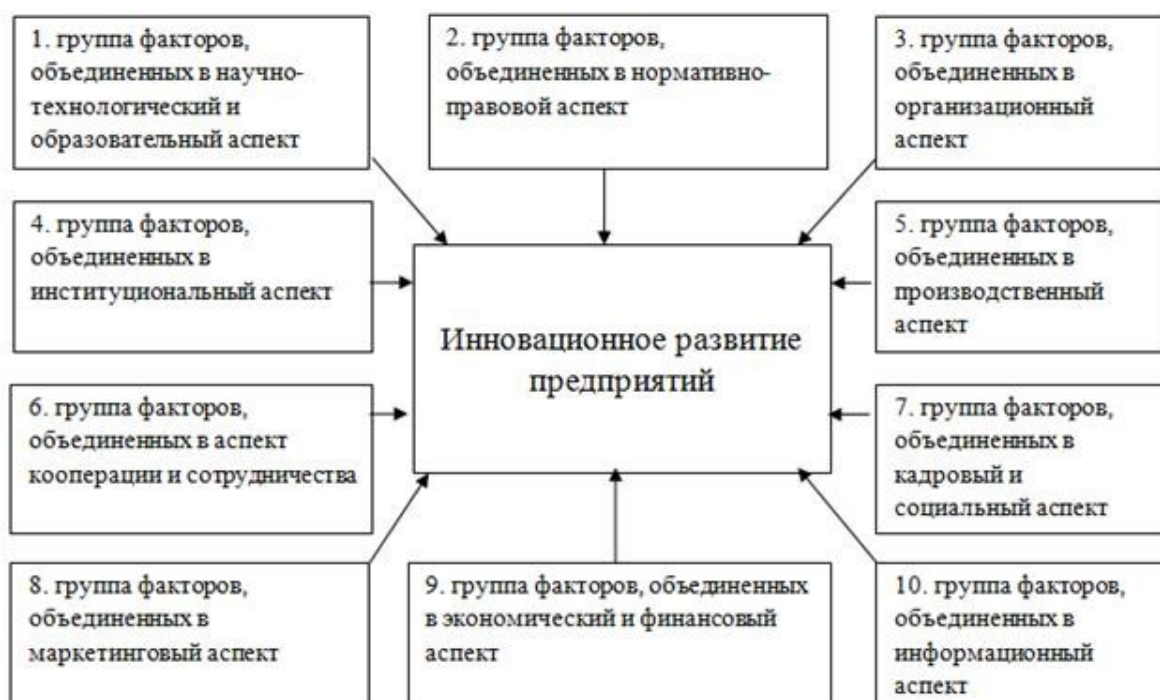 1. группа факторов,
объединенных в научно-
технологический и
образовательный аспект
2. группа факторов,
объединенных в нормативно-
правовой аспект
3. группа факторов,
объединенных в
организационный
аспект
4. группа факторов,
объединенных в
институциональный аспект
Инновационное развитие
предприятий
5. группа факторов,
объединенных в
производственный
аспект
6. группа факторов,
объединенных в аспект
кооперации и сотрудничества
7. группа факторов,
объединенных в
кадровый и
социальный аспект
8. группа факторов,
объединенных в
маркетинговый аспект
9. группа факторов, объединенных
в экономический и финансовый
аспект
10. группа факторов,
объединенных в
информационный
аспект